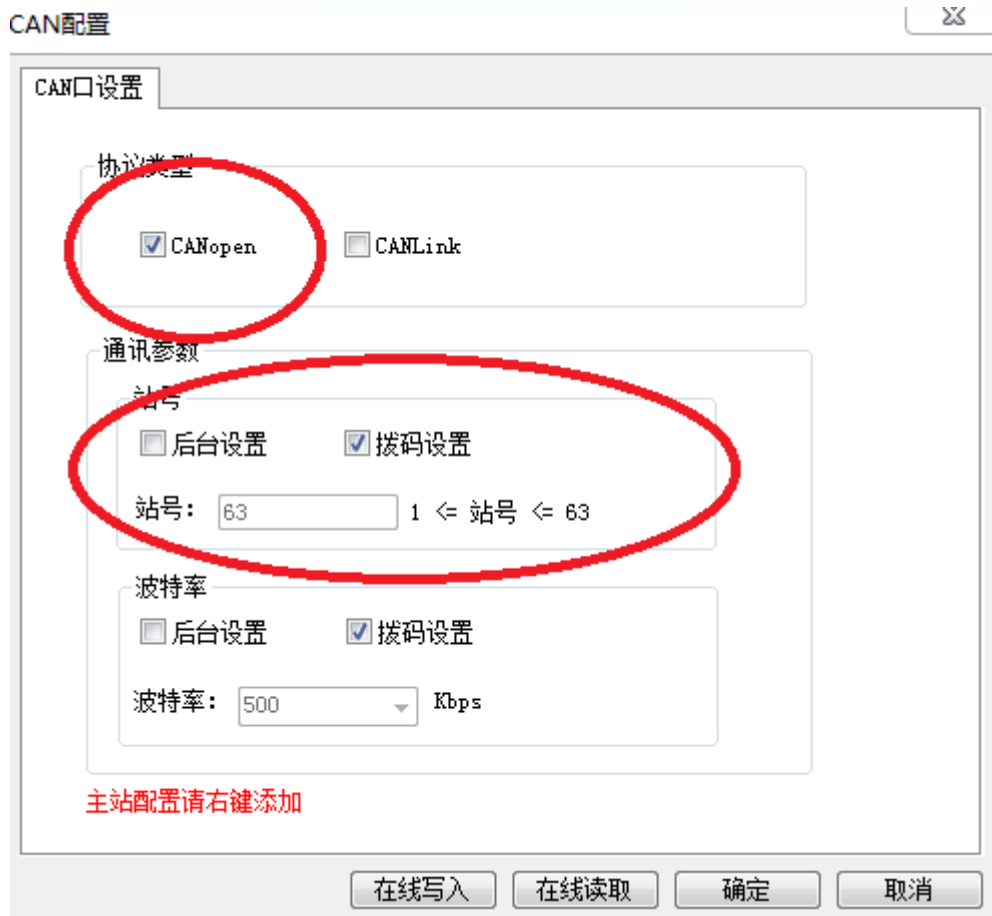 CAN配置
CAN口设置
协议类型
CANopen CANLink
通讯参数
站号
后台设置 拨码设置
站号: 63 1 <= 站号 <= 63
波特率
后台设置 拨码设置
波特率: 500 Kbps
主站配置请右键添加
在线写入 在线读取 确定 取消